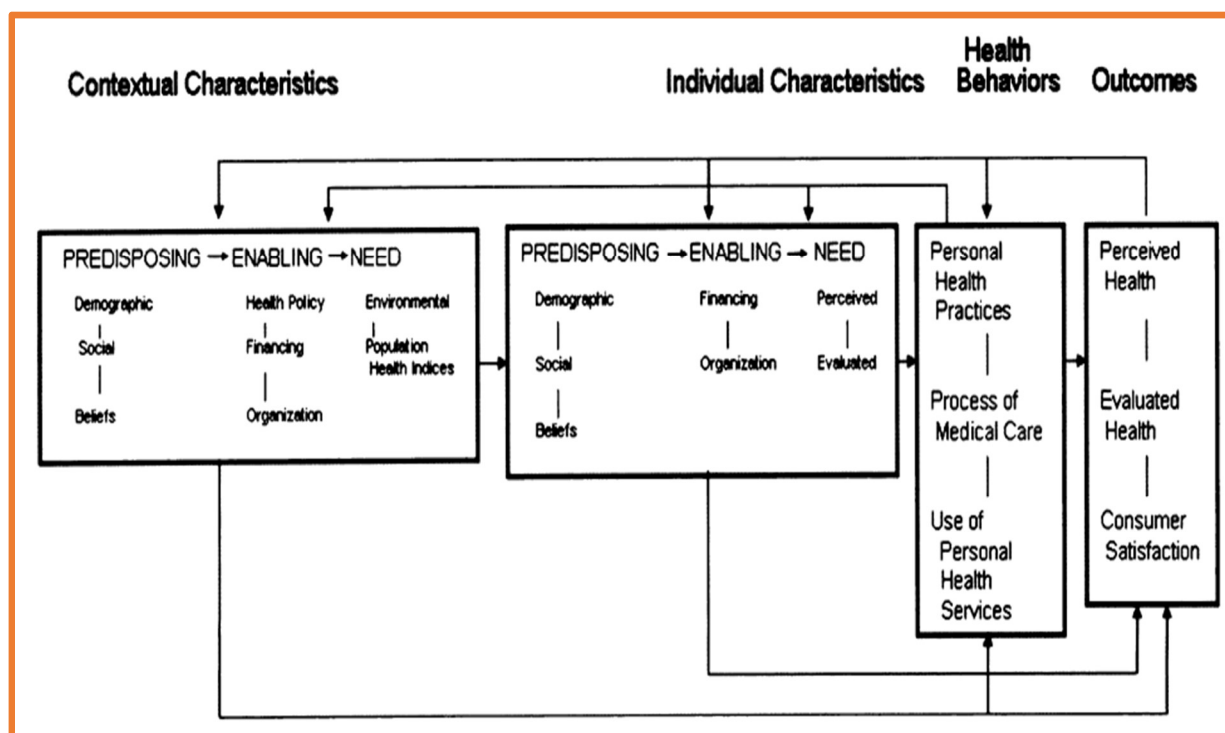 Contextual Characteristics
Individual Characteristics
Health
Behaviors
Outcomes
PREDISPOSING → ENABLING → NEED
Demographic
Social
Beliefs
Health Policy
Financing
Organization
Environmental
Population
Health Indices
PREDISPOSING → ENABLING → NEED
Demographic
Social
Beliefs
Financing
Organization
Perceived
Evaluated
Personal
Health
Practices
Process of
Medical Care
Use of
Personal
Health
Services
Perceived
Health
Evaluated
Health
Consumer
Satisfaction